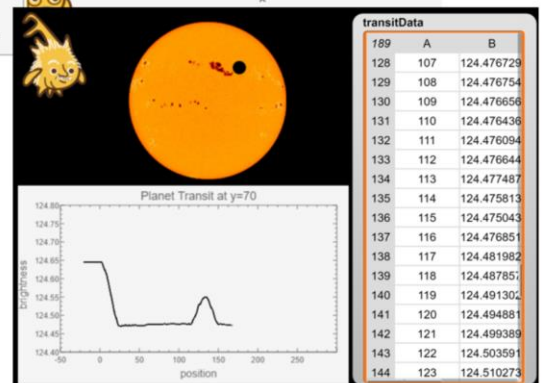 transitData
189 A B
128 107 124.476729
129 108 124.476754
130 109 124.476656
131 110 124.476436
132 111 124.476094
133 112 124.476644
134 113 124.477487
135 114 124.475813
136 115 124.475043
137 116 124.476851
138 117 124.481982
139 118 124.487857
140 119 124.491302
141 120 124.494881
142 121 124.499389
143 122 124.503591
144 123 124.510273
Planet Transit at y=70
124.80
124.75
124.70
124.65
124.60
124.55
124.50
124.45
124.40
brightness
-50 0 50 100 150 200 250
position